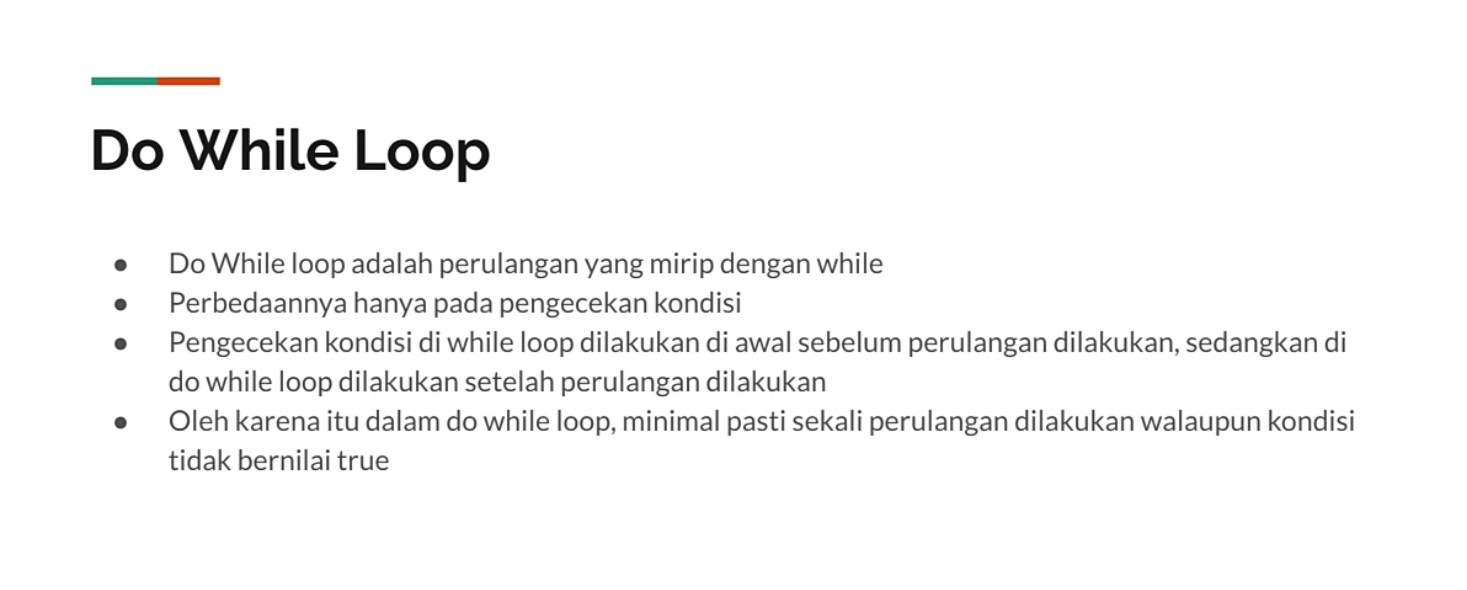 Do While Loop
● Do While loop adalah perulangan yang mirip dengan while
● Perbedaannya hanya pada pengecekan kondisi
● Pengecekan kondisi di while loop dilakukan di awal sebelum perulangan dilakukan, sedangkan di
do while loop dilakukan setelah perulangan dilakukan
● Oleh karena itu dalam do while loop, minimal pasti sekali perulangan dilakukan walaupun kondisi
tidak bernilai true